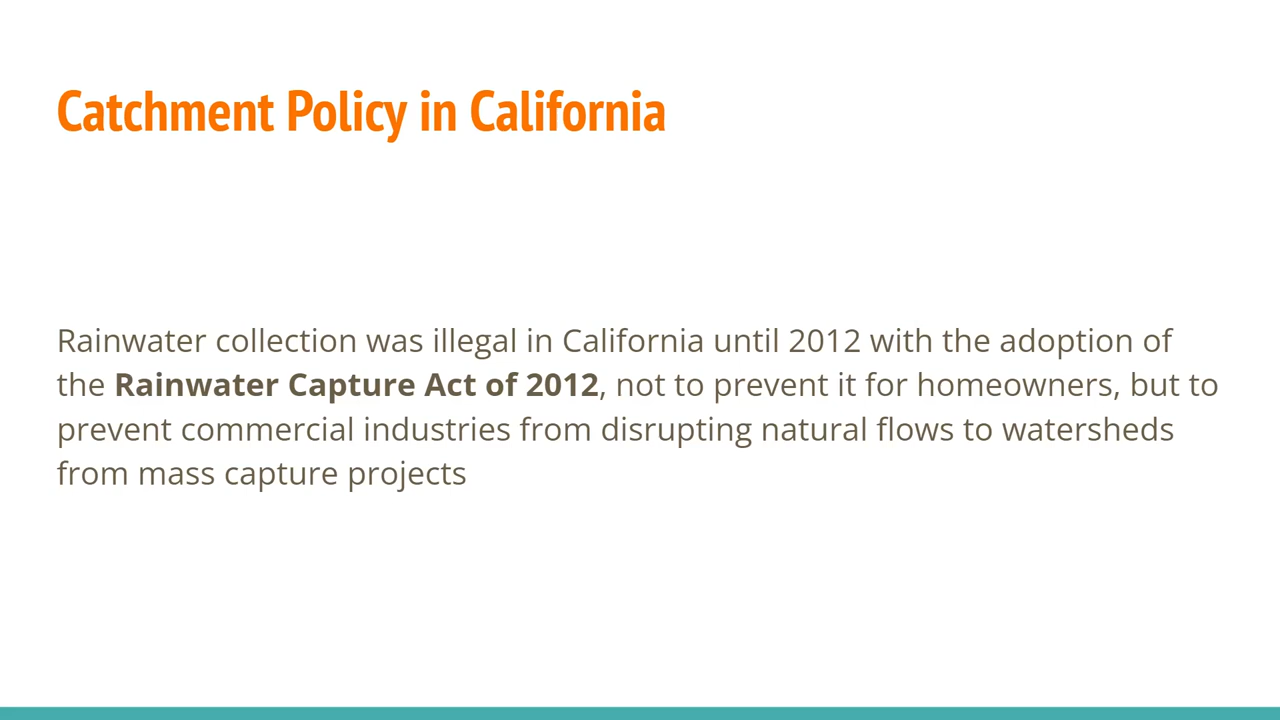 Catchment Policy in California
Rainwater collection was illegal in California until 2012 with the adoption of
the Rainwater Capture Act of 2012, not to prevent it for homeowners, but to
prevent commercial industries from disrupting natural flows to watersheds
from mass capture projects